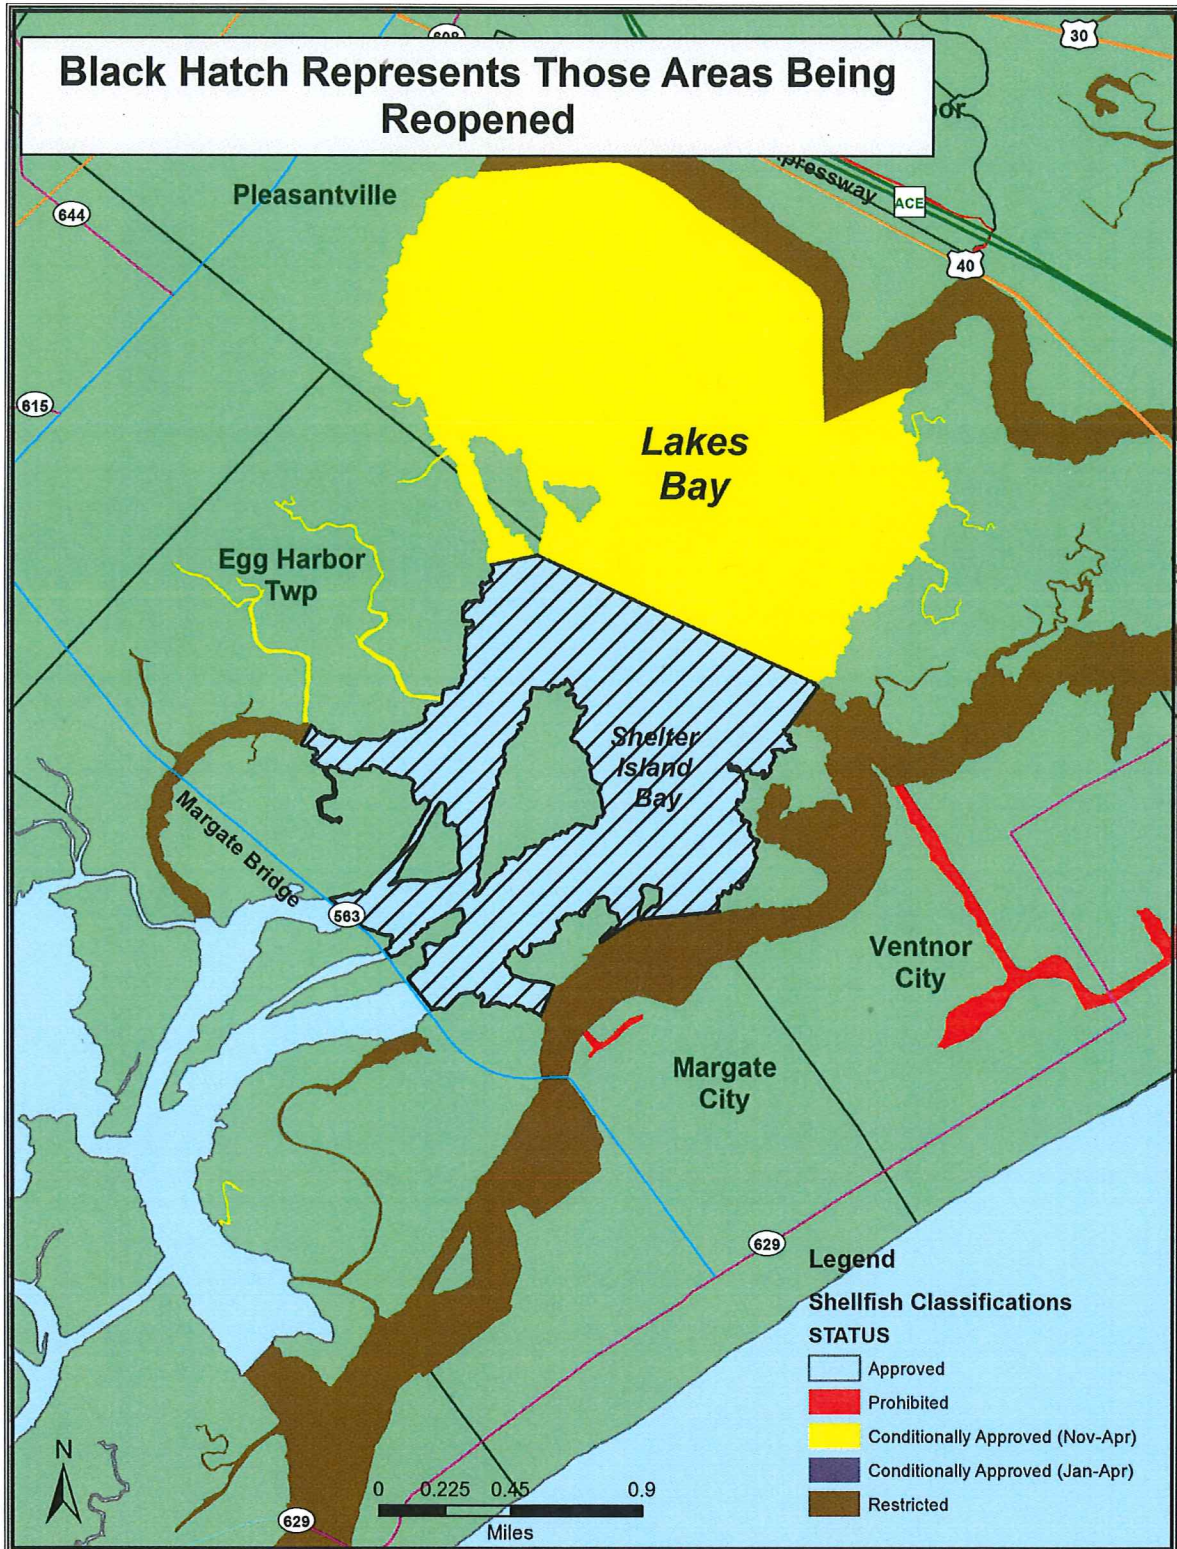 Black Hatch Represents Those Areas Being
Reopened
30
Pleasantville
ACE
644
40
615
Lakes
Bay
Egg Harbor
Twp
Shelter
Island
Bay
Margate Bridge
563
Ventnor
City
Margate
City
629
Legend
Shellfish Classifications
STATUS
Approved
Prohibited
Conditionally Approved (Nov-Apr)
Conditionally Approved (Jan-Apr)
Restricted
N
0 0.225 0.45 0.9
Miles
629